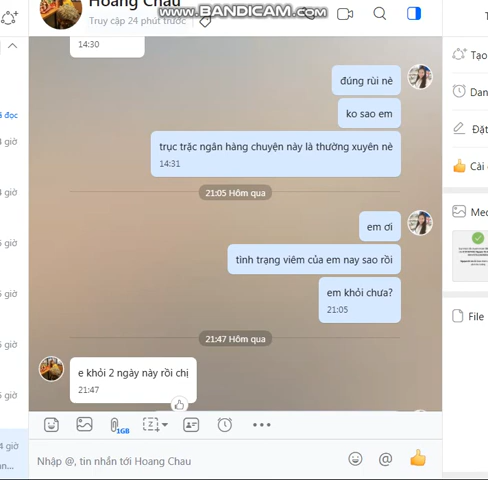 Hoang Chau
www.BANDICAM.com
Truy cập 24 phút trước
14:30
đúng rùi nè
ko sao em
trục trặc ngân hàng chuyện này là thường xuyên nè
14:31
21:05 Hôm qua
em ơi
tình trạng viêm của em nay sao rồi
em khỏi chưa?
21:05
21:47 Hôm qua
e khỏi 2 ngày này rồi chị
21:47
1GB
Nhập @, tin nhắn tới Hoang Chau
đọc
giờ
giờ
giờ
giờ
giờ
giờ
4 giờ
n...
T
Tạo
Dan
Đặt
Cài
Med
File